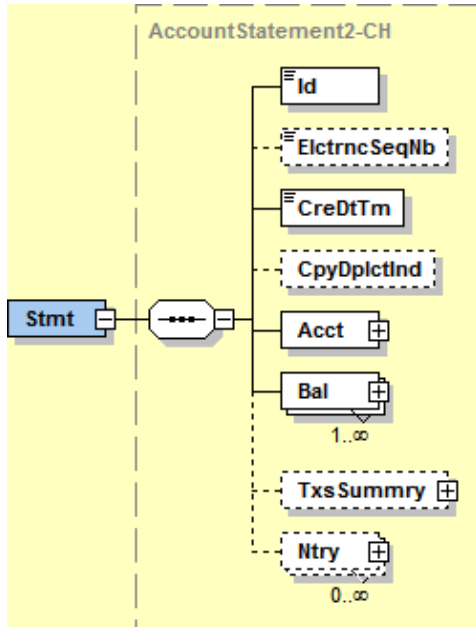 AccountStatement2-CH
Id
ElctrncSeqNb
CreDtTm
CpyDplctInd
Stmt
Acct
Bal
1..∞
TxsSummry
Ntry
0..∞